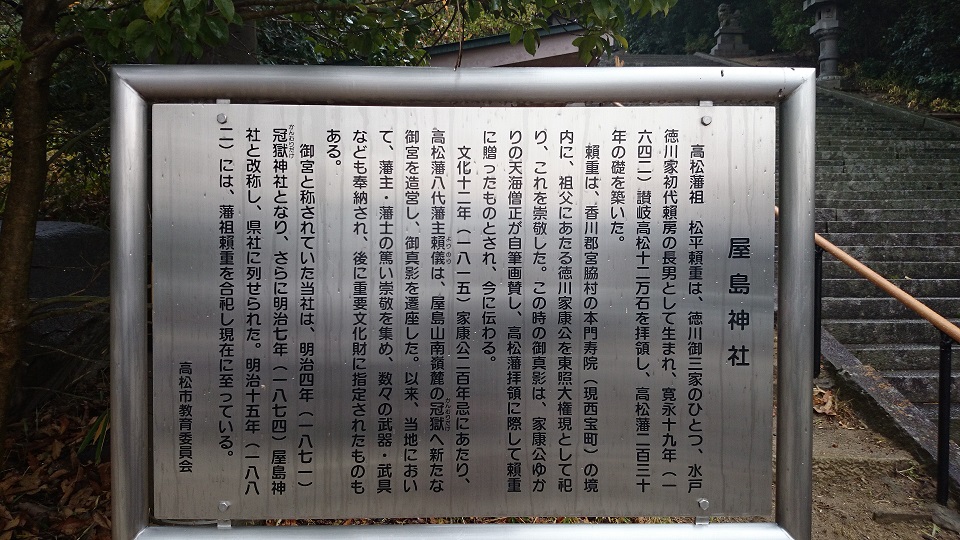 屋島神社
高松藩祖 松平頼重は、徳川御三家のひとつ、水戸
徳川家初代頼房の長男として生まれ、寛永十九年（一
六四二）讃岐高松十二万石を拝領し、高松藩二百三十
年の礎を築いた。
頼重は、香川郡宮脇村の本門寿院（現西宝町）の境
内に、祖父にあたる徳川家康公を東照大権現として祀
り、これを崇敬した。この時の御真影は、家康公ゆか
りの天海僧正が自筆画賛し、高松藩拝領に際して頼重
に贈ったものとされ、今に伝わる。
文化十二年（一八一五）家康公二百年忌にあたり、
高松藩八代藩主頼儀は、屋島山南嶺麓の冠嶽へ新たな
御宮を造営し、御真影を遷座した。以来、当地におい
て、藩主・藩士の篤い崇敬を集め、数々の武器・武具
なども奉納され、後に重要文化財に指定されたものも
ある。
御宮と称されていた当社は、明治四年（一八七一）
冠嶽神社となり、さらに明治七年（一八七四）屋島神
社と改称し、県社に列せられた。明治十五年（一八八
二）には、藩祖頼重を合祀し現在に至っている。
高松市教育委員会